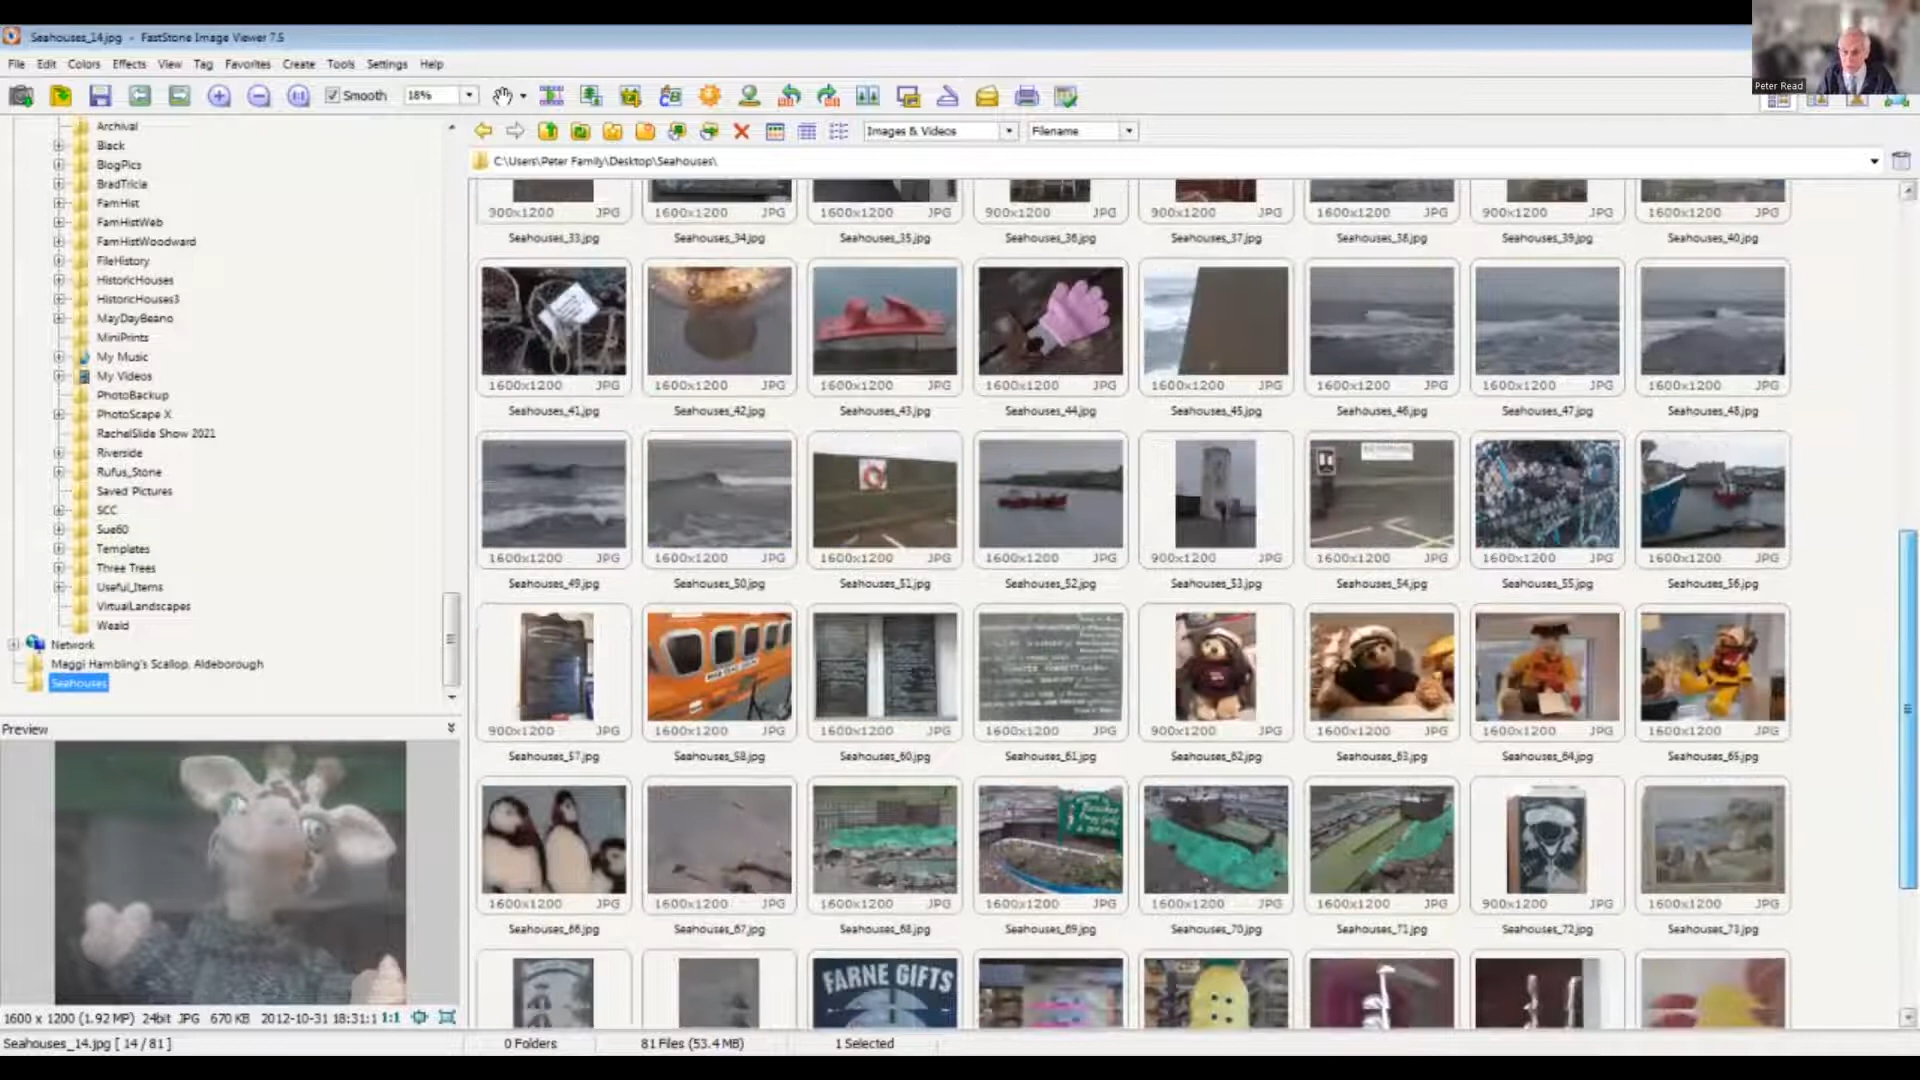 Seahouses_14.jpg - FastStone Image Viewer 7.5
File Edit Colors Effects View Tag Favorites Create Tools Settings Help
Smooth 18%
Peter Read
Images & Videos Filename
C:\Users\Peter Family\Desktop\Seahouses\
Archival
Black
BlogPics
BradTricia
FamHist
FamHistWeb
FamHistWoodward
FileHistory
HistoricHouses
HistoricHouses3
MayDayBeano
MiniPrints
My Music
My Videos
PhotoBackup
PhotoScape X
RachelSlide Show 2021
Riverside
Rufus_Stone
Saved Pictures
SCC
Sue60
Templates
Three Trees
Useful_Items
VirtualLandscapes
Weald
Network
Maggi Hambling's Scallop, Aldeborough
Seahouses
Preview
1600 x 1200 (1.92 MP) 24bit JPG 670 KB 2012-10-31 18:31:1 1:1
Seahouses_14.jpg [ 14 / 81 ]
900x1200 JPG 1600x1200 JPG 1600x1200 JPG 900x1200 JPG 900x1200 JPG 1600x1200 JPG 900x1200 JPG 1600x1200 JPG
Seahouses_33.jpg Seahouses_34.jpg Seahouses_35.jpg Seahouses_36.jpg Seahouses_37.jpg Seahouses_38.jpg Seahouses_39.jpg Seahouses_40.jpg
1600x1200 JPG 1600x1200 JPG 1600x1200 JPG 1600x1200 JPG 1600x1200 JPG 1600x1200 JPG 1600x1200 JPG 1600x1200 JPG
Seahouses_41.jpg Seahouses_42.jpg Seahouses_43.jpg Seahouses_44.jpg Seahouses_45.jpg Seahouses_46.jpg Seahouses_47.jpg Seahouses_48.jpg
1600x1200 JPG 1600x1200 JPG 1600x1200 JPG 1600x1200 JPG 900x1200 JPG 1600x1200 JPG 1600x1200 JPG 1600x1200 JPG
Seahouses_49.jpg Seahouses_50.jpg Seahouses_51.jpg Seahouses_52.jpg Seahouses_53.jpg Seahouses_54.jpg Seahouses_55.jpg Seahouses_56.jpg
900x1200 JPG 1600x1200 JPG 1600x1200 JPG 1600x1200 JPG 900x1200 JPG 1600x1200 JPG 1600x1200 JPG 1600x1200 JPG
Seahouses_57.jpg Seahouses_58.jpg Seahouses_60.jpg Seahouses_61.jpg Seahouses_62.jpg Seahouses_63.jpg Seahouses_64.jpg Seahouses_65.jpg
1600x1200 JPG 1600x1200 JPG 1600x1200 JPG 1600x1200 JPG 1600x1200 JPG 1600x1200 JPG 900x1200 JPG 1600x1200 JPG
Seahouses_66.jpg Seahouses_67.jpg Seahouses_68.jpg Seahouses_69.jpg Seahouses_70.jpg Seahouses_71.jpg Seahouses_72.jpg Seahouses_73.jpg
FARNE GIFTS
0 Folders 81 Files (53.4 MB) 1 Selected